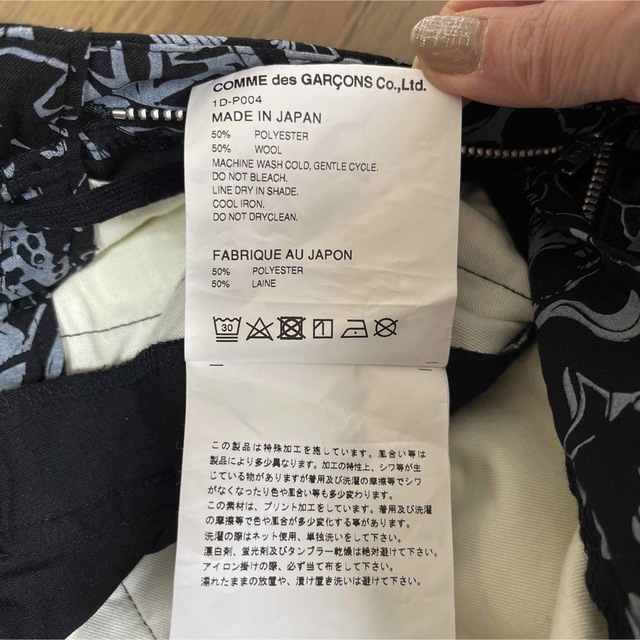 COMME des GARÇONS Co.,Ltd.
1D-P004
MADE IN JAPAN
50% POLYESTER
50% WOOL
MACHINE WASH COLD, GENTLE CYCLE.
DO NOT BLEACH.
LINE DRY IN SHADE.
COOL IRON.
DO NOT DRYCLEAN.
FABRIQUE AU JAPON
50% POLYESTER
50% LAINE
30
この製品は特殊加工を施しています。風合い等は
製品により多少異なります。加工の特性上、シワ等が生
じている物がありますが着用及び洗濯の摩擦等でシワ
がなくなったり色や風合い等も多少変わります。
この素材は、プリント加工をしています。着用及び洗濯
の摩擦等で色や風合が多少変化する事があります。
洗濯の際はネット使用、単独洗いをして下さい。
漂白剤、蛍光剤及びタンブラー乾燥は絶対避けて下さい。
アイロン掛けの際、必ず当て布をして下さい。
濡れたままの放置や、漬け置き洗いは避けて下さい。